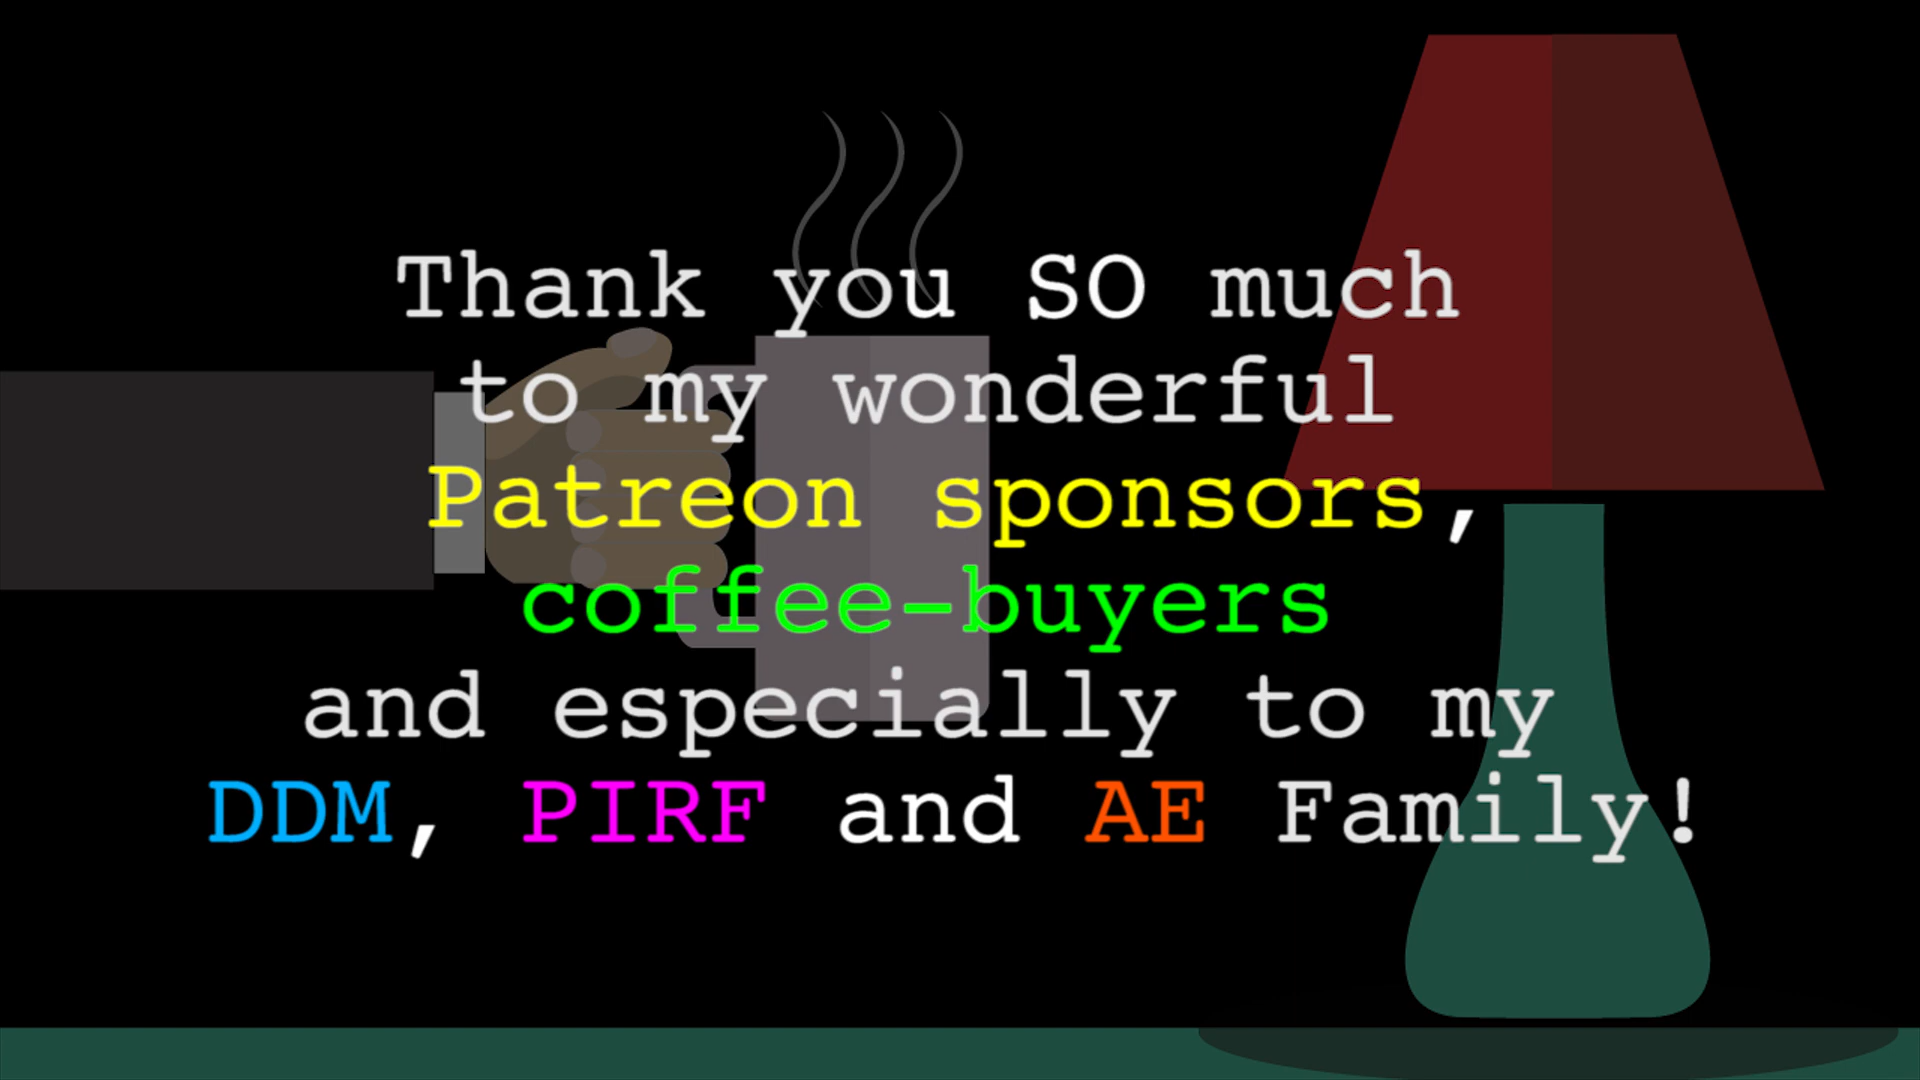 Thank you SO much
to my wonderful
Patreon sponsors,
coffee-buyers
and especially to my
DDM, PIRF and AE Family!